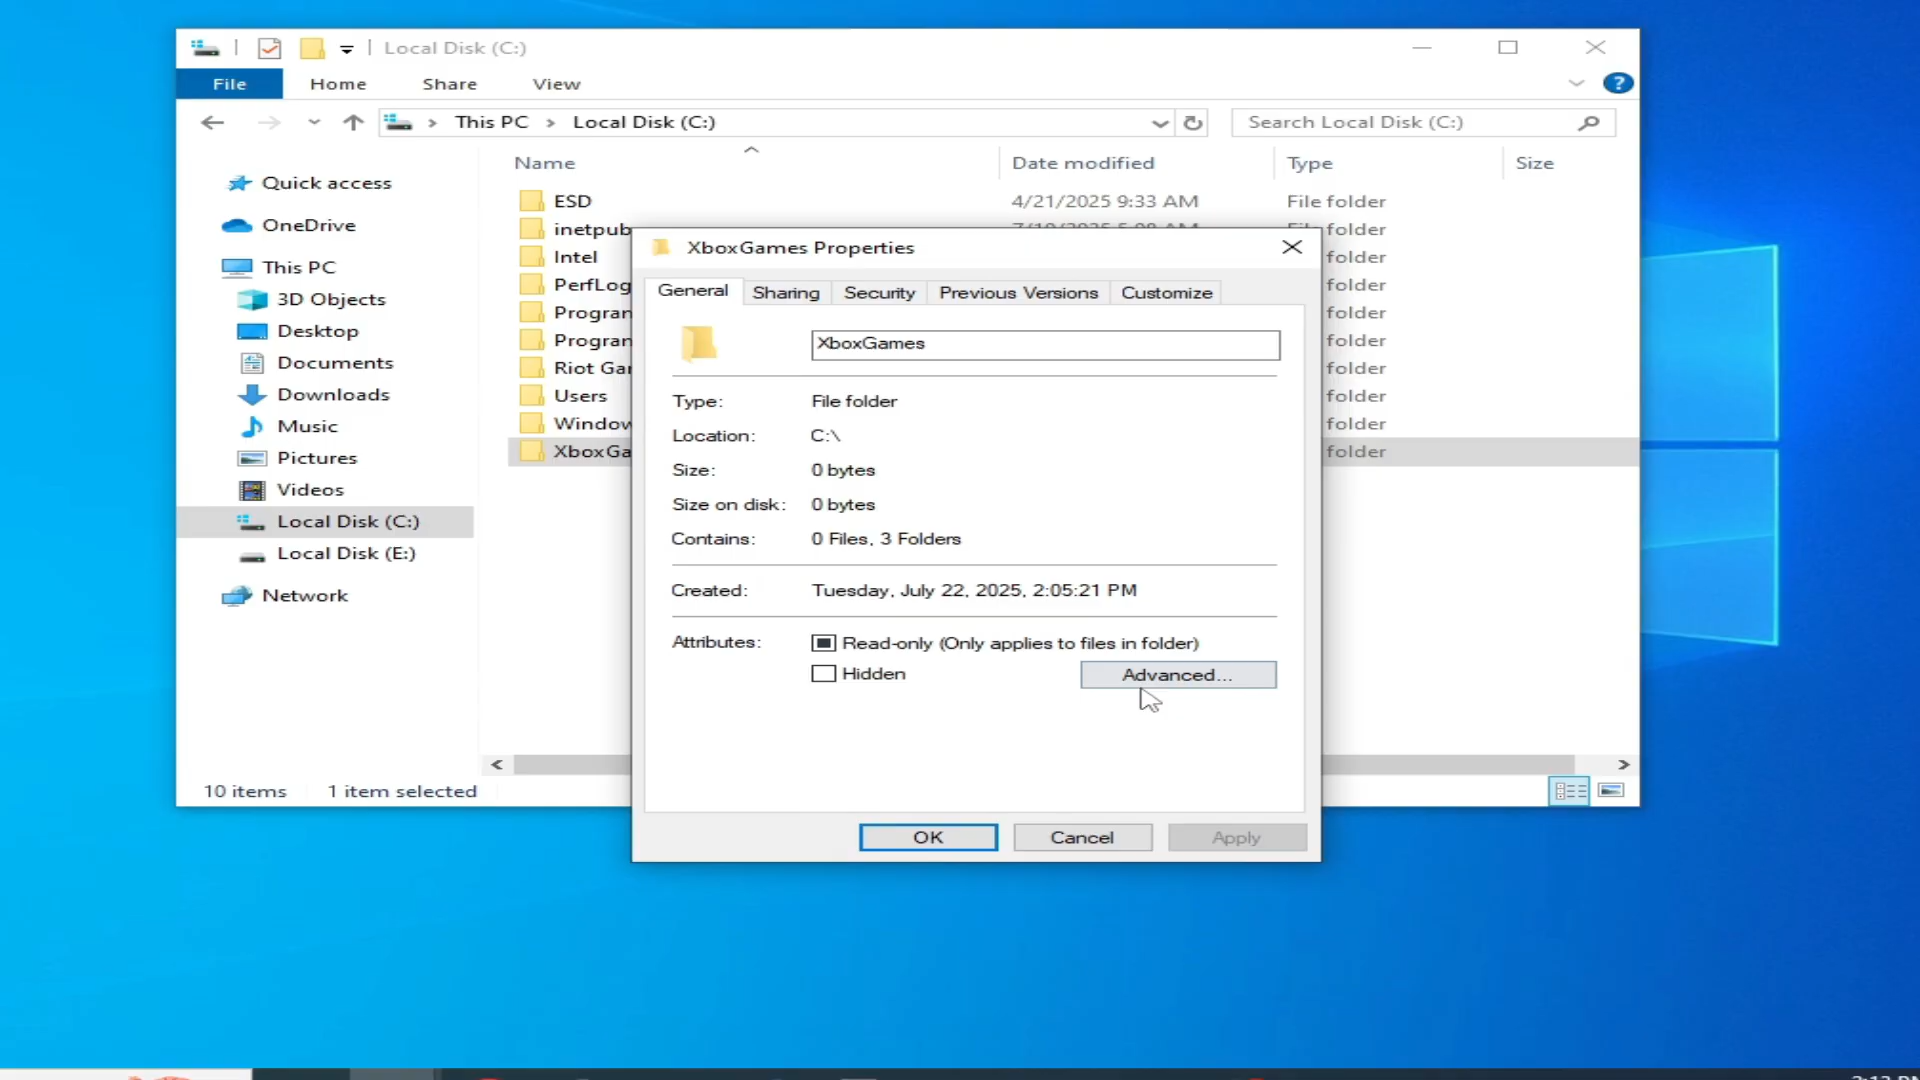 Local Disk (C:)
File Home Share View
This PC Local Disk (C:) Search Local Disk (C:)
Name Date modified Type Size
Quick access
OneDrive
This PC
3D Objects
Desktop
Documents
Downloads
Music
Pictures
Videos
Local Disk (C:)
Local Disk (E:)
Network
ESD 4/21/2025 9:33 AM File folder
inetpub File folder
Intel folder
PerfLog folder
Program folder
Program folder
Riot Gar folder
Users folder
Window folder
XboxGa folder
10 items 1 item selected
XboxGames Properties
General Sharing Security Previous Versions Customize
XboxGames
Type: File folder
Location: C:\
Size: 0 bytes
Size on disk: 0 bytes
Contains: 0 Files, 3 Folders
Created: Tuesday, July 22, 2025, 2:05:21 PM
Attributes: Read-only (Only applies to files in folder)
Hidden Advanced...
OK Cancel Apply